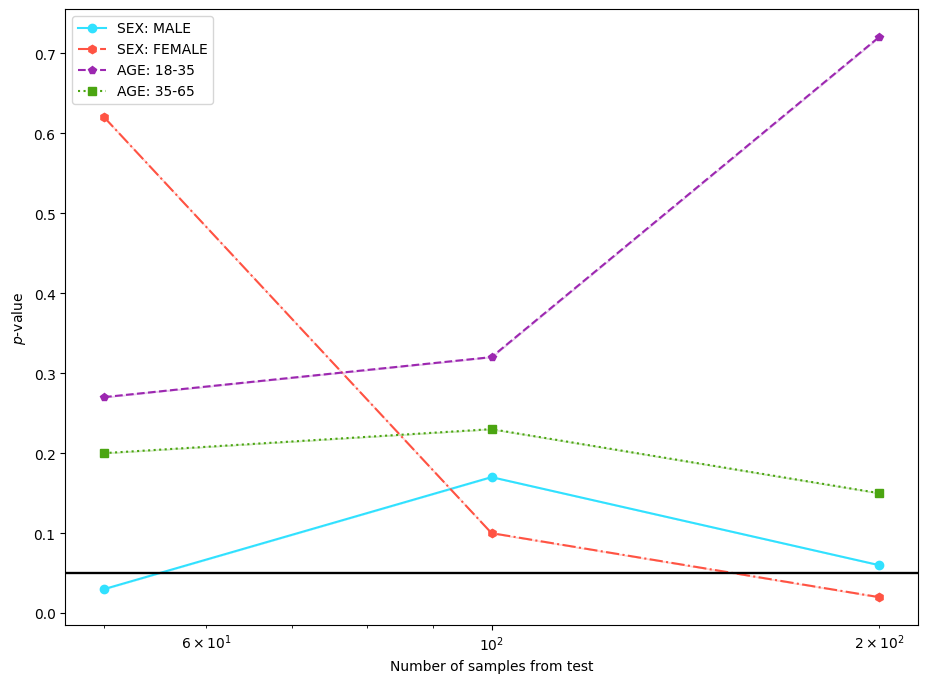 SEX: MALE
SEX: FEMALE
AGE: 18-35
AGE: 35-65
0.7
0.6
0.5
0.4
0.3
0.2
0.1
0.0
p-value
6 × 10¹
10²
2 × 10²
Number of samples from test